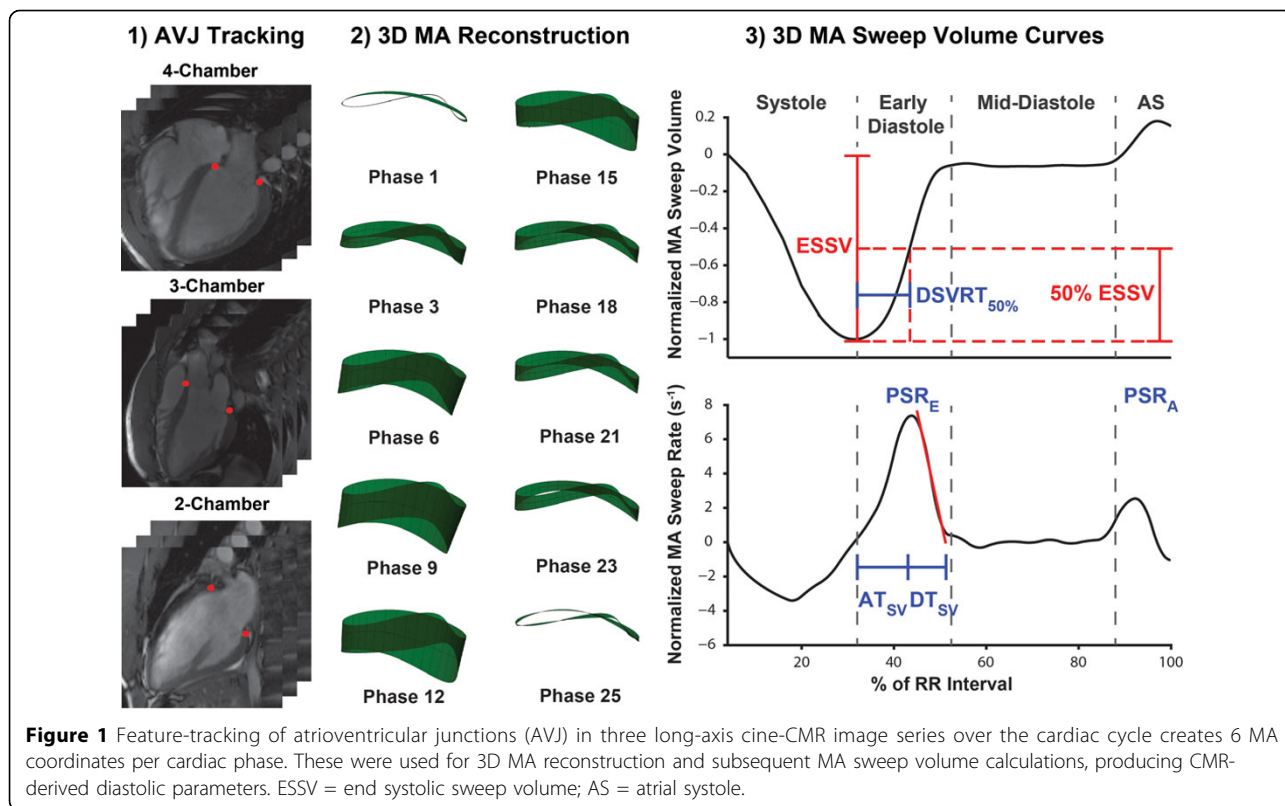 1) AVJ Tracking
2) 3D MA Reconstruction
3) 3D MA Sweep Volume Curves
4-Chamber
3-Chamber
2-Chamber
Phase 1
Phase 15
Phase 3
Phase 18
Phase 6
Phase 21
Phase 9
Phase 23
Phase 12
Phase 25
Systole
Early Diastole
Mid-Diastole
AS
Normalized MA Sweep Volume
0.2
0
−0.2
−0.4
−0.6
−0.8
−1
ESSV
DSVRT50%
50% ESSV
Normalized MA Sweep Rate (s⁻¹)
8
6
4
2
0
−2
−4
−6
PSRE
PSRA
ATSV
DTSV
20
40
60
80
100
% of RR Interval
Figure 1 Feature-tracking of atrioventricular junctions (AVJ) in three long-axis cine-CMR image series over the cardiac cycle creates 6 MA
coordinates per cardiac phase. These were used for 3D MA reconstruction and subsequent MA sweep volume calculations, producing CMR-
derived diastolic parameters. ESSV = end systolic sweep volume; AS = atrial systole.